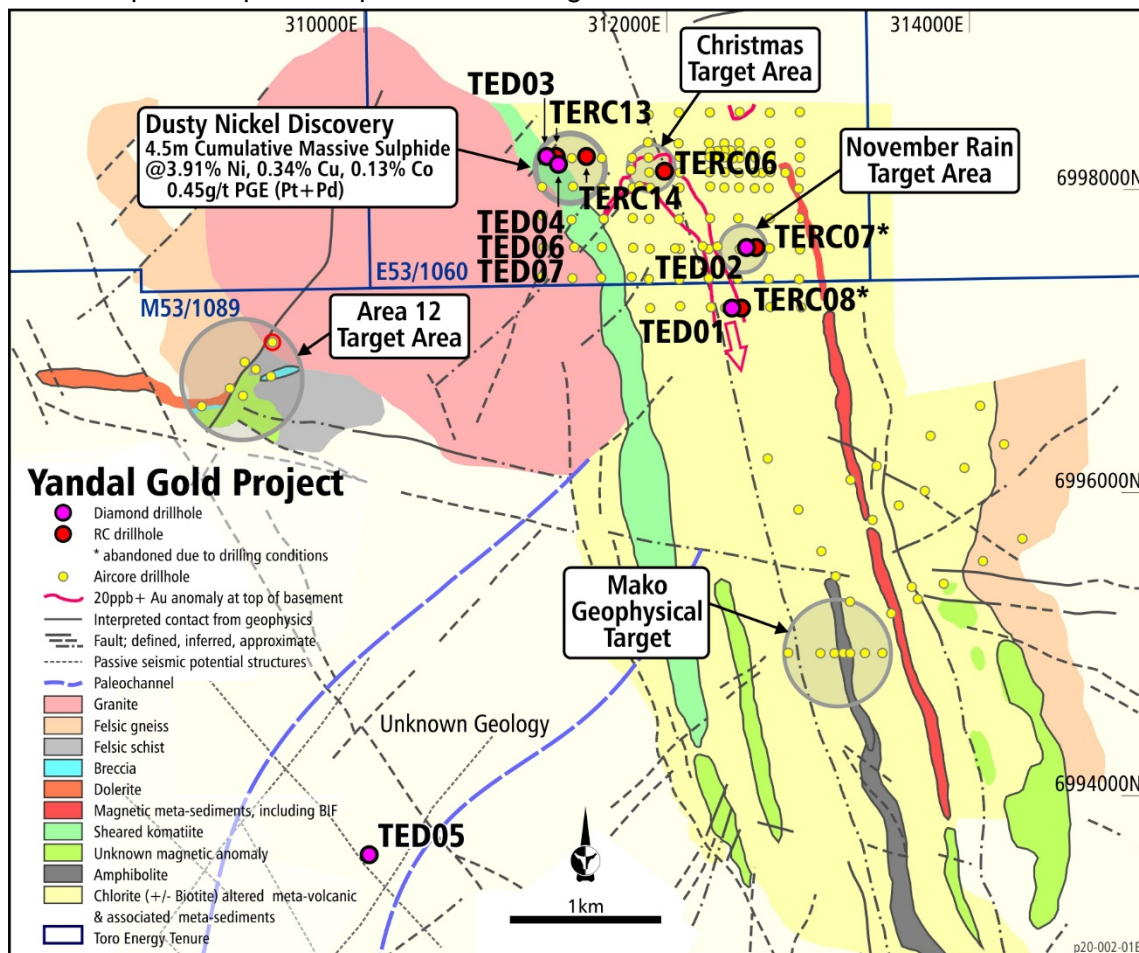 310000E
312000E
314000E
Christmas
Target Area
TED03
TERC13
Dusty Nickel Discovery
4.5m Cumulative Massive Sulphide
@3.91% Ni, 0.34% Cu, 0.13% Co
0.45g/t PGE (Pt+Pd)
November Rain
Target Area
TERC06
6998000N
TERC14
TED04
TED06
TED07
TERC07*
TED02
E53/1060
M53/1089
TERC08*
TED01
Area 12
Target Area
6996000N
Yandal Gold Project
Diamond drillhole
RC drillhole
* abandoned due to drilling conditions
Aircore drillhole
20ppb+ Au anomaly at top of basement
Interpreted contact from geophysics
Fault; defined, inferred, approximate
Passive seismic potential structures
Paleochannel
Granite
Felsic gneiss
Felsic schist
Breccia
Dolerite
Magnetic meta-sediments, including BIF
Sheared komatiite
Unknown magnetic anomaly
Amphibolite
Chlorite (+/- Biotite) altered meta-volcanic
& associated meta-sediments
Toro Energy Tenure
Mako
Geophysical
Target
Unknown Geology
6994000N
TED05
1km
p20-002-01E